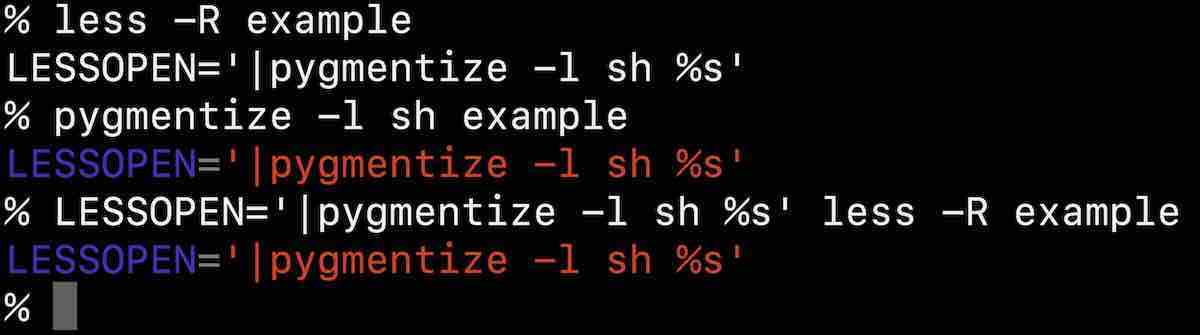 % less -R example
LESSOPEN='|pygmentize -l sh %s'
% pygmentize -l sh example
LESSOPEN='|pygmentize -l sh %s'
% LESSOPEN='|pygmentize -l sh %s' less -R example
LESSOPEN='|pygmentize -l sh %s'
%